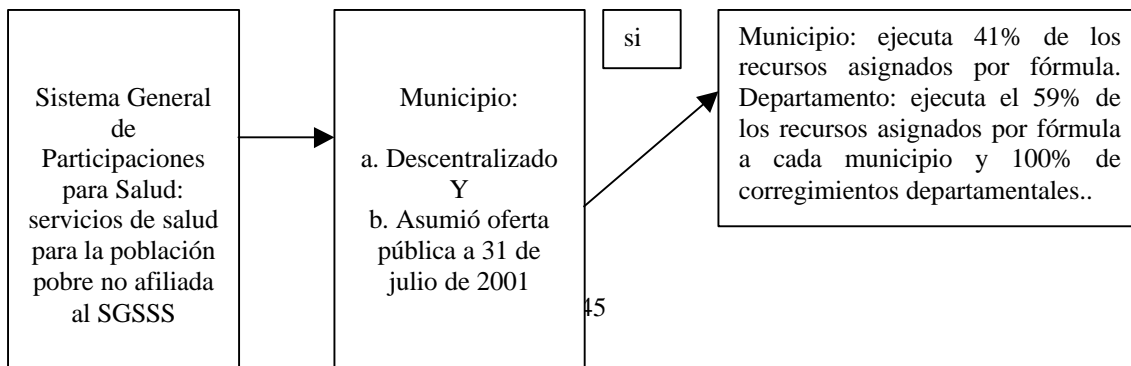 Sistema General
de
Participaciones
para Salud:
servicios de salud
para la población
pobre no afiliada
al SGSSS
Municipio:
a. Descentralizado
Y
b. Asumió oferta
pública a 31 de
julio de 2001
si
Municipio: ejecuta 41% de los
recursos asignados por fórmula.
Departamento: ejecuta el 59% de
los recursos asignados por fórmula
a cada municipio y 100% de
corregimientos departamentales..
45